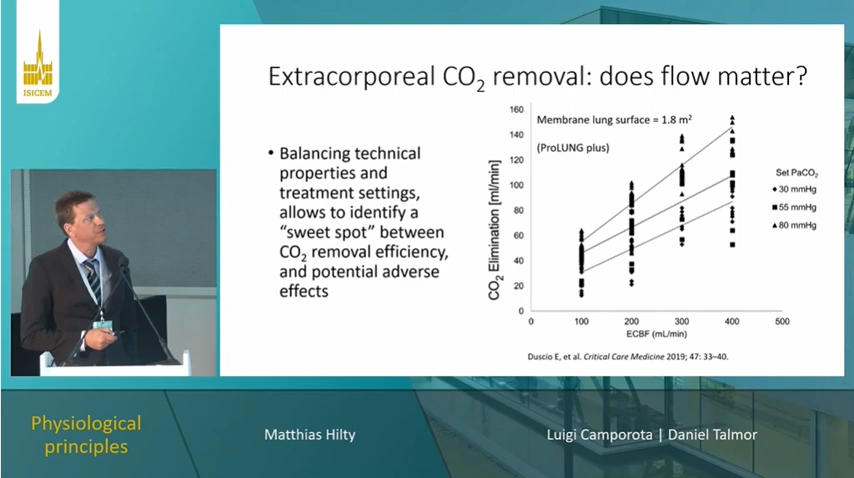 ISICEM
Extracorporeal CO₂ removal: does flow matter?
• Balancing technical
properties and
treatment settings,
allows to identify a
“sweet spot” between
CO₂ removal efficiency,
and potential adverse
effects
Membrane lung surface = 1.8 m²
(ProLUNG plus)
CO₂ Elimination [ml/min]
160
140
120
100
80
60
40
20
0
0 100 200 300 400 500
ECBF (mL/min)
Set PaCO₂
30 mmHg
55 mmHg
80 mmHg
Duscio E, et al. Critical Care Medicine 2019; 47: 33–40.
Physiological
principles
Matthias Hilty
Luigi Camporota | Daniel Talmor